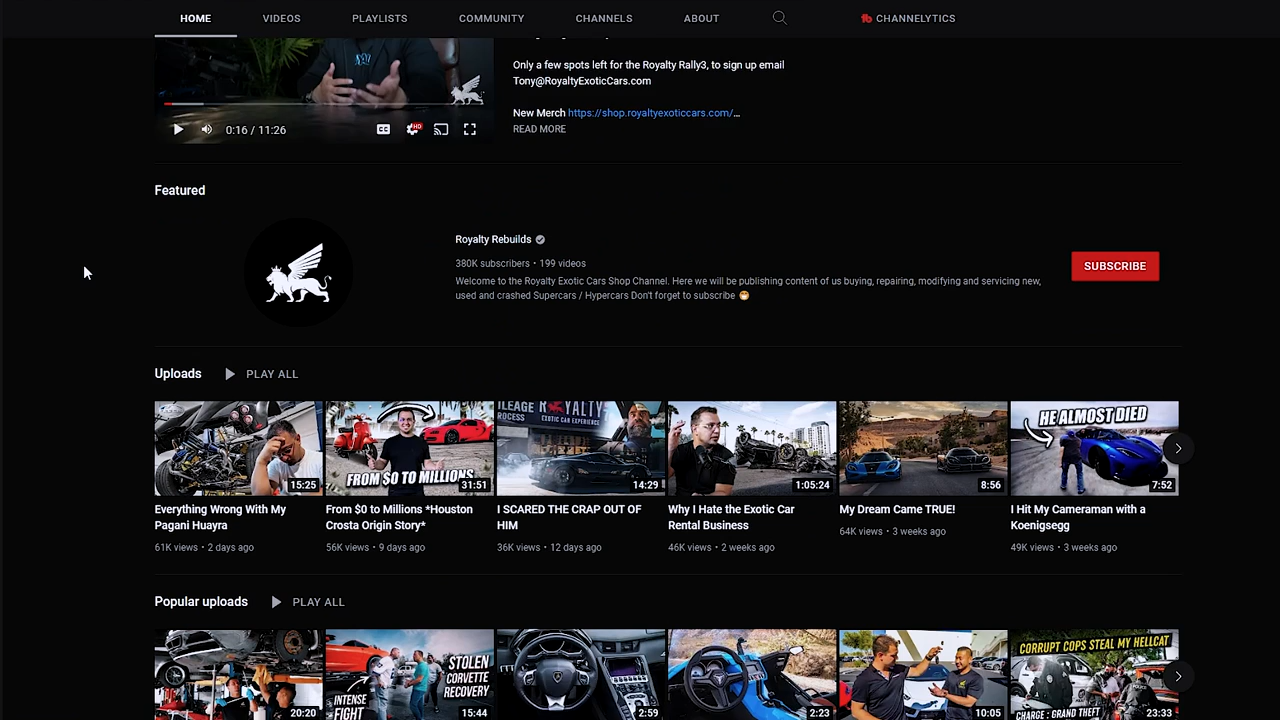 HOME VIDEOS PLAYLISTS COMMUNITY CHANNELS ABOUT CHANNELYTICS
Only a few spots left for the Royalty Rally3, to sign up email
Tony@RoyaltyExoticCars.com
New Merch https://shop.royaltyexoticcars.com/...
READ MORE
0:16 / 11:26 CC HD
Featured
Royalty Rebuilds
380K subscribers • 199 videos
Welcome to the Royalty Exotic Cars Shop Channel. Here we will be publishing content of us buying, repairing, modifying and servicing new,
used and crashed Supercars / Hypercars Don't forget to subscribe
SUBSCRIBE
Uploads PLAY ALL
15:25
FROM $0 TO MILLIONS
31:51
ROYALTY
EXOTIC CAR EXPERIENCE
14:29
1:05:24
8:56
HE ALMOST DIED
7:52
Everything Wrong With My
Pagani Huayra
61K views • 2 days ago
From $0 to Millions *Houston
Crosta Origin Story*
56K views • 9 days ago
I SCARED THE CRAP OUT OF
HIM
36K views • 12 days ago
Why I Hate the Exotic Car
Rental Business
46K views • 2 weeks ago
My Dream Came TRUE!
64K views • 3 weeks ago
I Hit My Cameraman with a
Koenigsegg
49K views • 3 weeks ago
Popular uploads PLAY ALL
20:20
STOLEN
CORVETTE
RECOVERY
INTENSE
FIGHT
15:44
2:59
2:23
10:05
CORRUPT COPS STEAL MY HELLCAT
CHARGE : GRAND THEFT
23:33